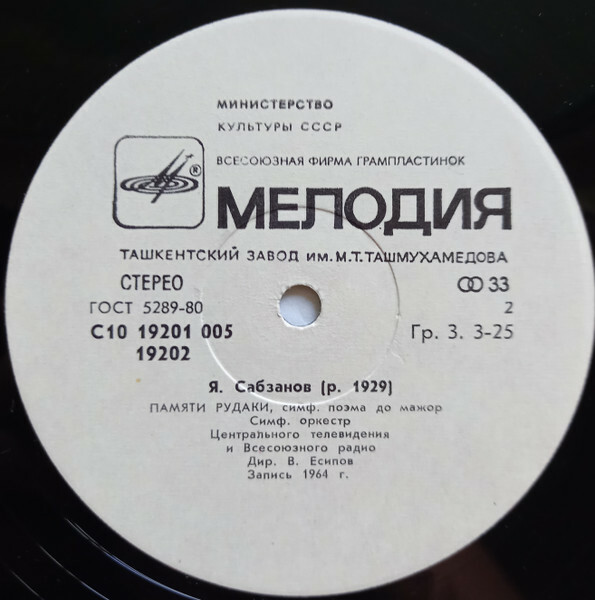 МИНИСТЕРСТВО
КУЛЬТУРЫ СССР
ВСЕСОЮЗНАЯ ФИРМА ГРАМПЛАСТИНОК
®
МЕЛОДИЯ
ТАШКЕНТСКИЙ ЗАВОД ИМ. М.Т. ТАШМУХАМЕДОВА
СТЕРЕО 33
ГОСТ 5289-80 2
С10 19201 005 Гр. 3. 3-25
19202
Я. Сабзанов (р. 1929)
ПАМЯТИ РУДАКИ, симф. поэма до мажор
Симф. оркестр
Центрального телевидения
и Всесоюзного радио
Дир. В. Есипов
Запись 1964 г.